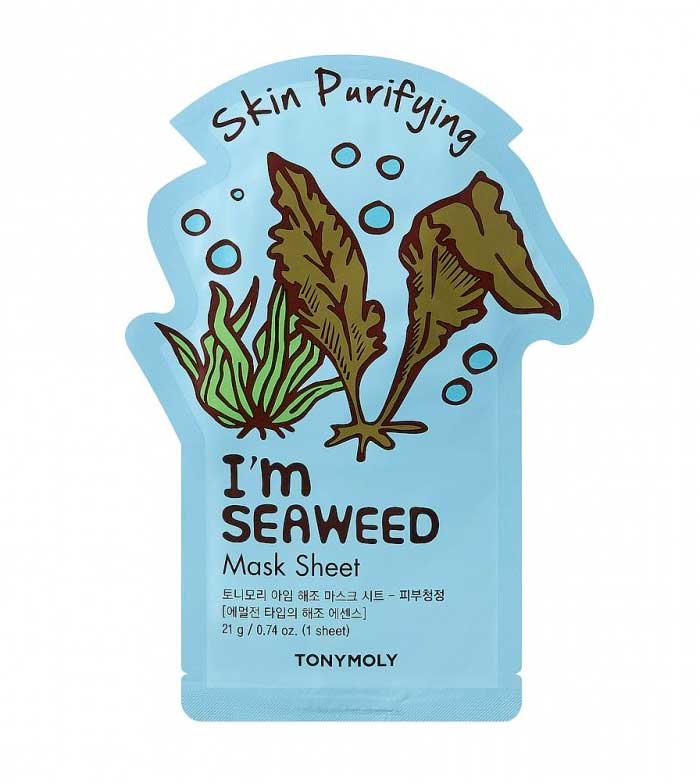 Skin Purifying
I'm
SEAWEED
Mask Sheet
토니모리 아임 해조 마스크 시트 - 피부청정
[에멀전 타입의 해조 에센스]
21 g / 0.74 oz. (1 sheet)
TONYMOLY